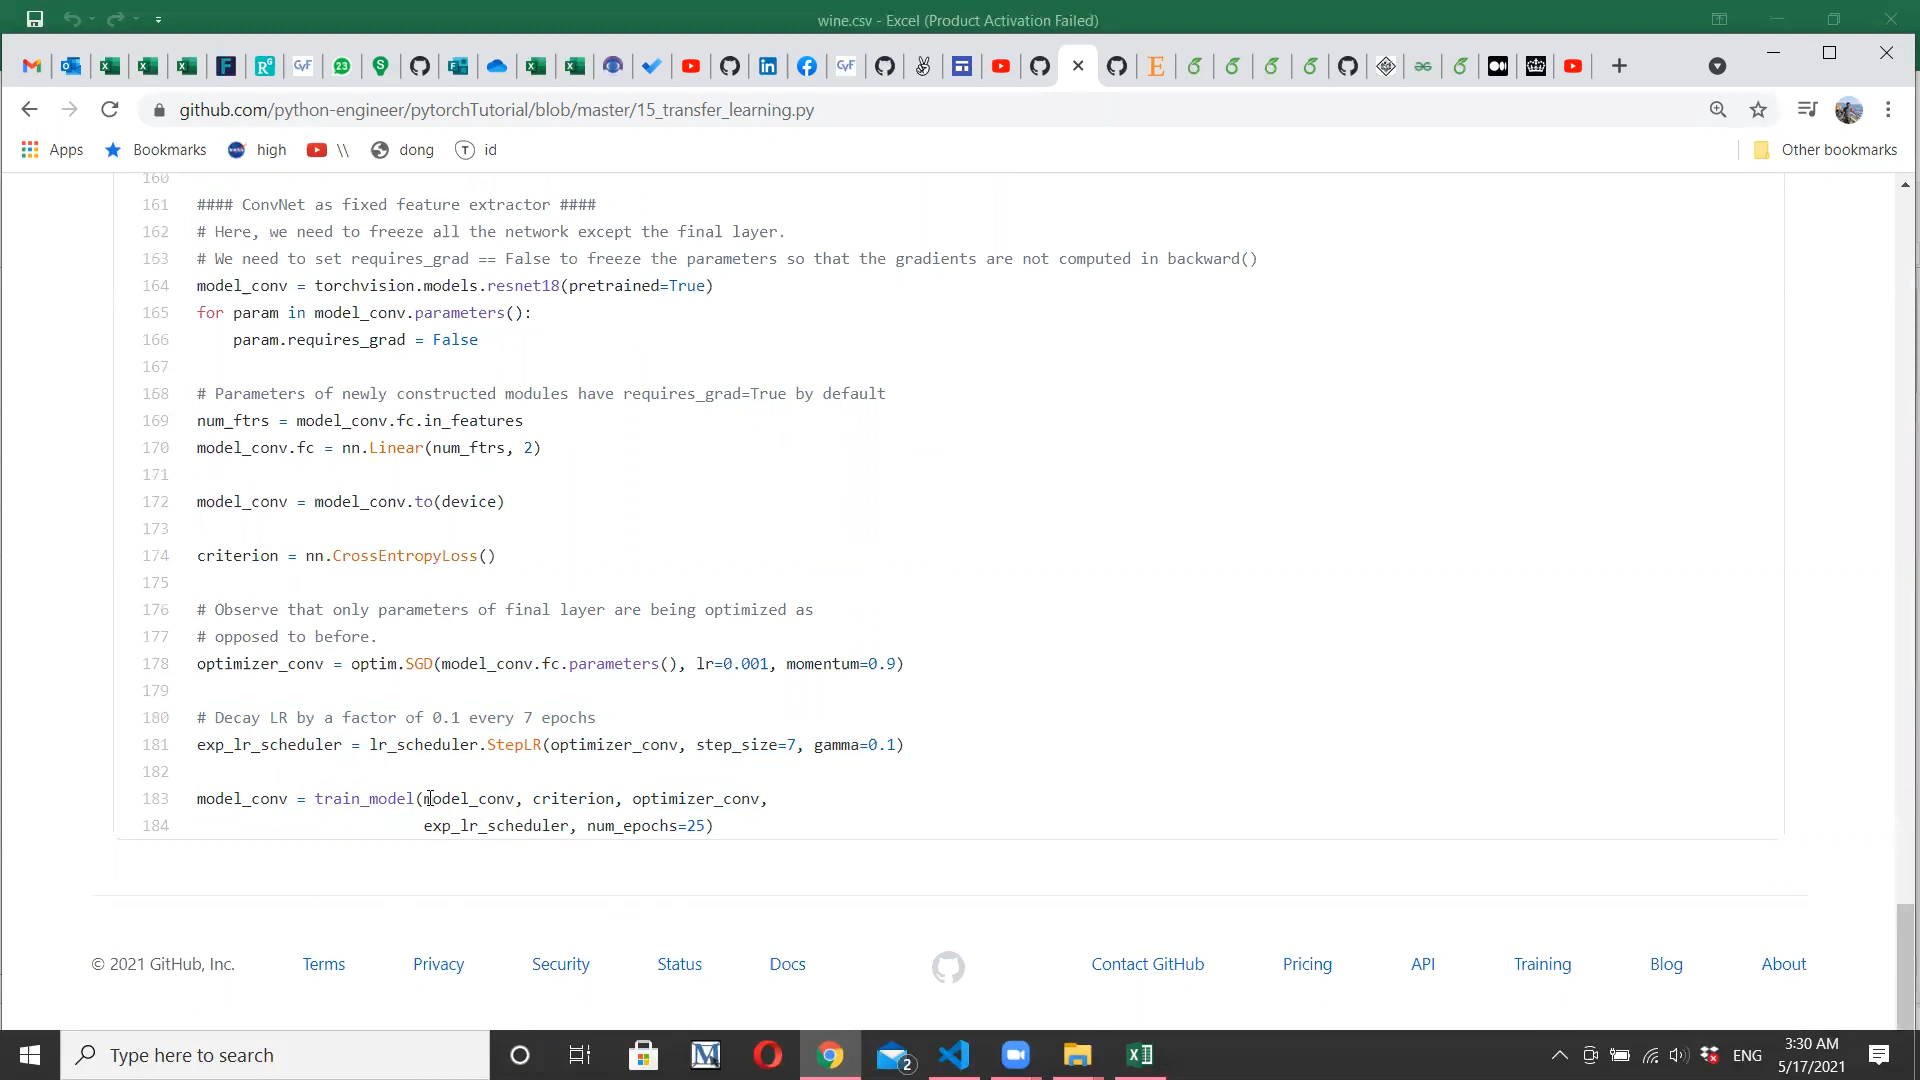 wine.csv - Excel (Product Activation Failed)
github.com/python-engineer/pytorchTutorial/blob/master/15_transfer_learning.py
Apps Bookmarks high \\ dong id Other bookmarks
160
161 #### ConvNet as fixed feature extractor ####
162 # Here, we need to freeze all the network except the final layer.
163 # We need to set requires_grad == False to freeze the parameters so that the gradients are not computed in backward()
164 model_conv = torchvision.models.resnet18(pretrained=True)
165 for param in model_conv.parameters():
166     param.requires_grad = False
167
168 # Parameters of newly constructed modules have requires_grad=True by default
169 num_ftrs = model_conv.fc.in_features
170 model_conv.fc = nn.Linear(num_ftrs, 2)
171
172 model_conv = model_conv.to(device)
173
174 criterion = nn.CrossEntropyLoss()
175
176 # Observe that only parameters of final layer are being optimized as
177 # opposed to before.
178 optimizer_conv = optim.SGD(model_conv.fc.parameters(), lr=0.001, momentum=0.9)
179
180 # Decay LR by a factor of 0.1 every 7 epochs
181 exp_lr_scheduler = lr_scheduler.StepLR(optimizer_conv, step_size=7, gamma=0.1)
182
183 model_conv = train_model(model_conv, criterion, optimizer_conv,
184                          exp_lr_scheduler, num_epochs=25)
© 2021 GitHub, Inc. Terms Privacy Security Status Docs Contact GitHub Pricing API Training Blog About
Type here to search
2
ENG
3:30 AM
5/17/2021